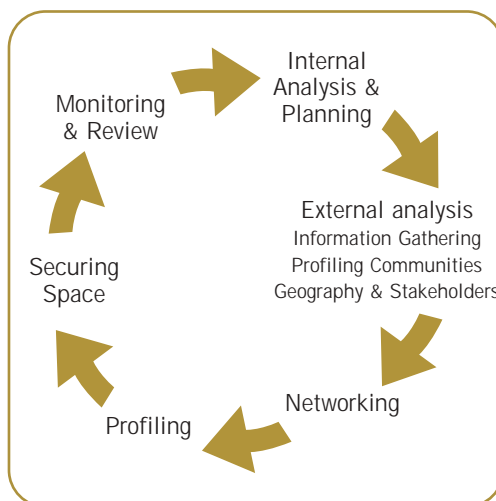 Internal
Analysis &
Planning
External analysis
Information Gathering
Profiling Communities
Geography & Stakeholders
Networking
Profiling
Securing
Space
Monitoring
& Review